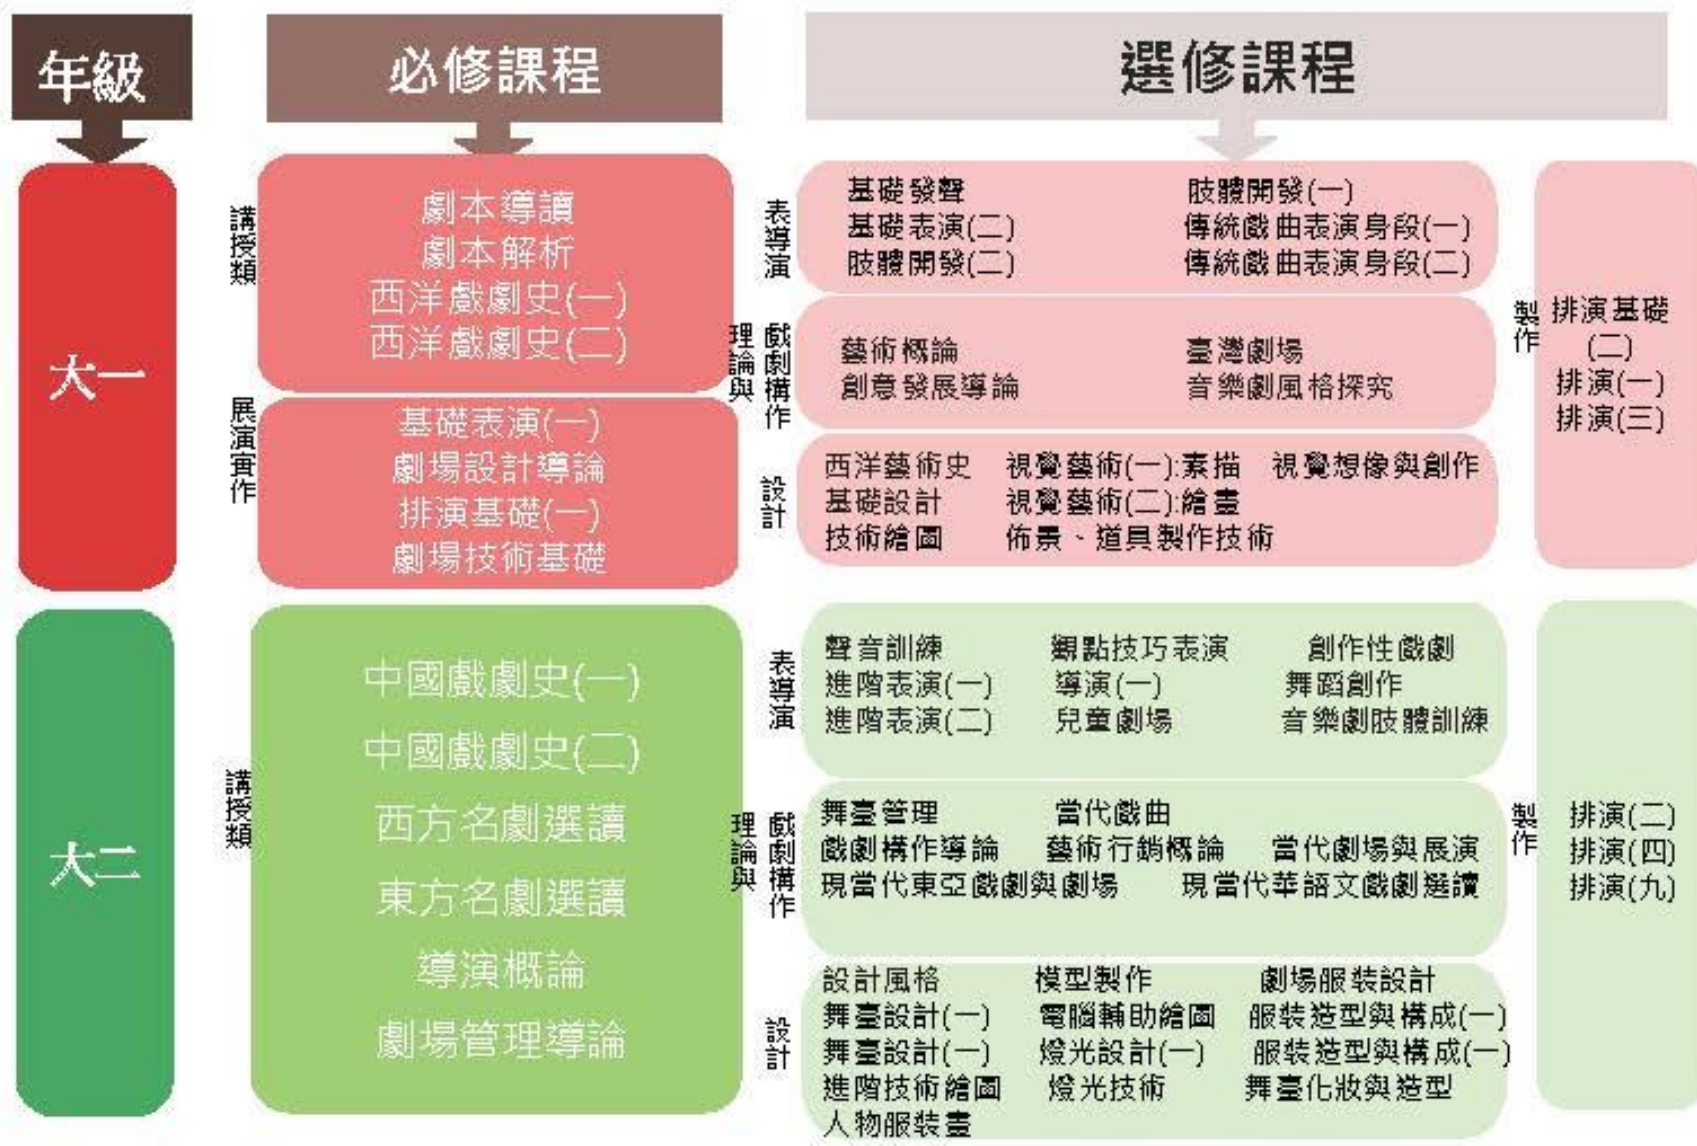 年級
必修課程
選修課程
大一
講授類
劇本導讀
劇本解析
西洋戲劇史(一)
西洋戲劇史(二)
展演實作
基礎表演(一)
劇場設計導論
排演基礎(一)
劇場技術基礎
表導演
基礎發聲 肢體開發(一)
基礎表演(二) 傳統戲曲表演身段(一)
肢體開發(二) 傳統戲曲表演身段(二)
戲劇構作
理論與
藝術概論 臺灣劇場
創意發展導論 音樂劇風格探究
設計
西洋藝術史 視覺藝術(一):素描 視覺想像與創作
基礎設計 視覺藝術(二):繪畫
技術繪圖 佈景、道具製作技術
製作
排演基礎
(二)
排演(一)
排演(三)
大二
講授類
講授類
中國戲劇史(一)
中國戲劇史(二)
西方名劇選讀
東方名劇選讀
導演概論
劇場管理導論
表導演
聲音訓練 觀點技巧表演 創作性戲劇
進階表演(一) 導演(一) 舞蹈創作
進階表演(二) 兒童劇場 音樂劇肢體訓練
戲劇構作
理論與
舞臺管理 當代戲曲
戲劇構作導論 藝術行銷概論 當代劇場與展演
現當代東亞戲劇與劇場 現當代華語文戲劇選讀
設計
設計風格 模型製作 劇場服裝設計
舞臺設計(一) 電腦輔助繪圖 服裝造型與構成(一)
舞臺設計(一) 燈光設計(一) 服裝造型與構成(一)
進階技術繪圖 燈光技術 舞臺化妝與造型
人物服裝畫
製作
排演(二)
排演(四)
排演(九)